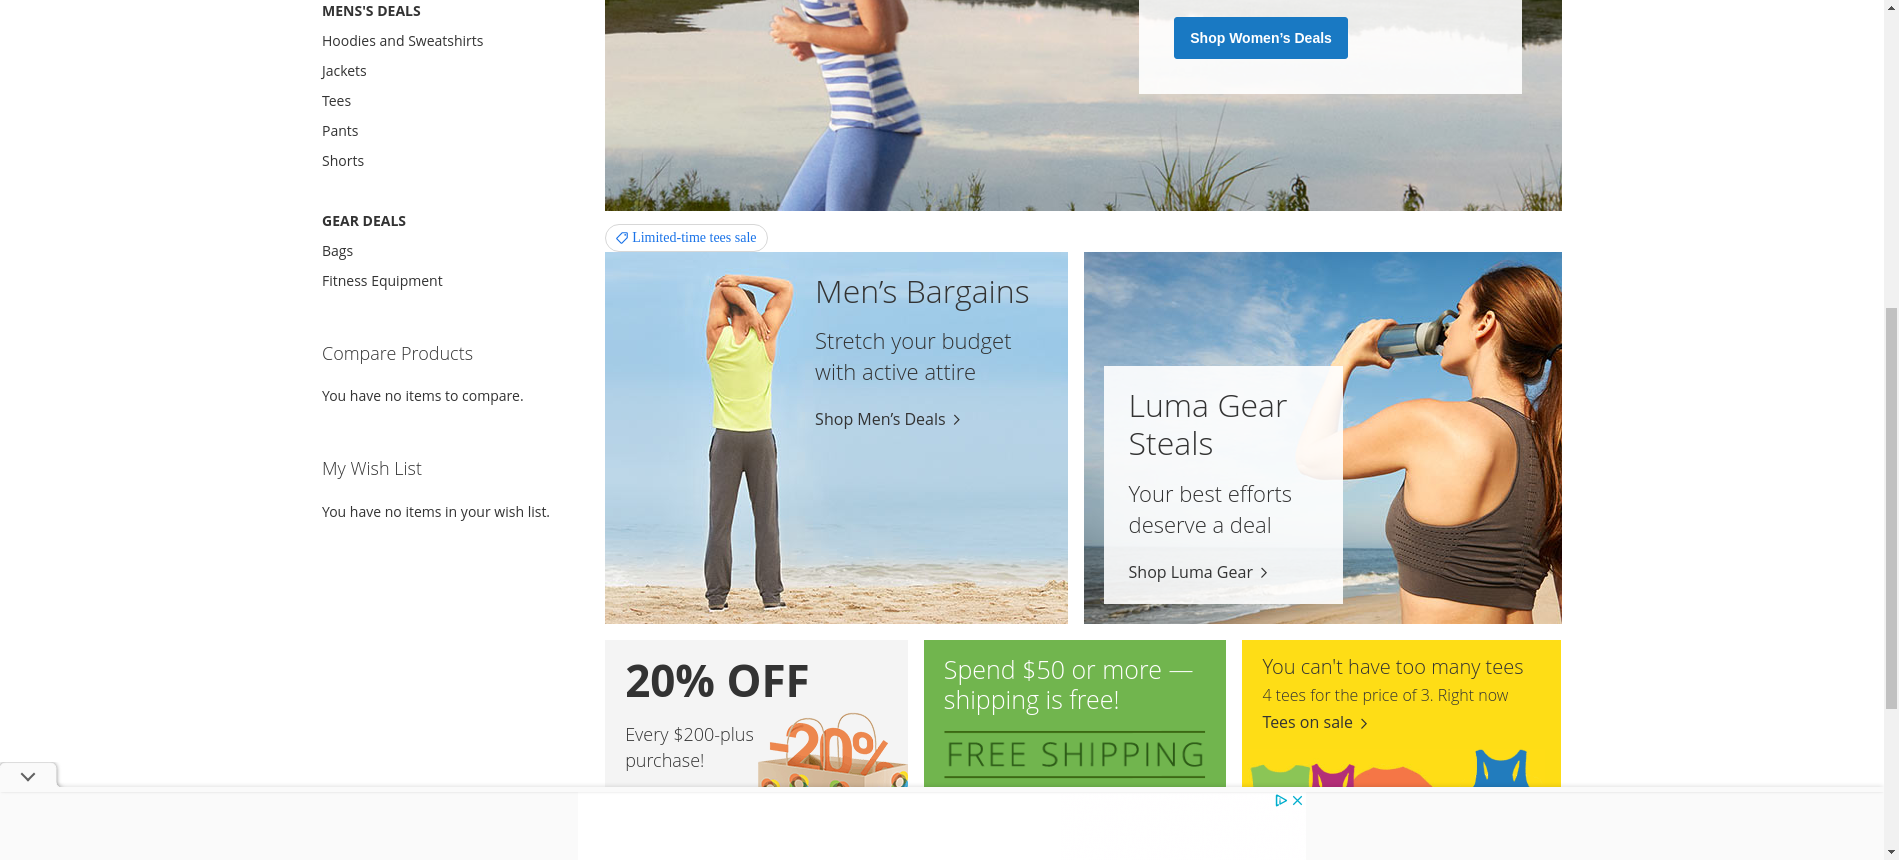 MENS'S DEALS
Hoodies and Sweatshirts
Jackets
Tees
Pants
Shorts
GEAR DEALS
Bags
Fitness Equipment
Compare Products
You have no items to compare.
My Wish List
You have no items in your wish list.
Shop Women’s Deals
Limited-time tees sale
Men’s Bargains
Stretch your budget
with active attire
Shop Men’s Deals
Luma Gear
Steals
Your best efforts
deserve a deal
Shop Luma Gear
20% OFF
Every $200-plus
purchase!
-20%
Spend $50 or more —
shipping is free!
FREE SHIPPING
You can't have too many tees
4 tees for the price of 3. Right now
Tees on sale